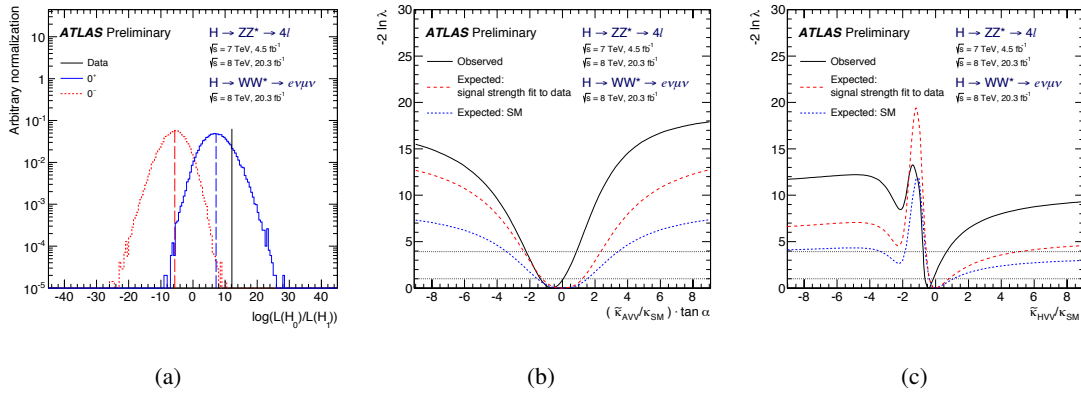 ATLAS Preliminary
H → ZZ* → 4l
√s = 7 TeV, 4.5 fb⁻¹
√s = 8 TeV, 20.3 fb⁻¹
H → WW* → eνμν
√s = 8 TeV, 20.3 fb⁻¹
Data
0⁺
0⁻
Arbitrary normalization
10
1
10⁻¹
10⁻²
10⁻³
10⁻⁴
10⁻⁵
-40 -30 -20 -10 0 10 20 30 40
log(L(H₀)/L(H₁))
(a)
-2 ln λ
30
25
20
15
10
5
0
ATLAS Preliminary
H → ZZ* → 4l
√s = 7 TeV, 4.5 fb⁻¹
√s = 8 TeV, 20.3 fb⁻¹
H → WW* → eνμν
√s = 8 TeV, 20.3 fb⁻¹
Observed
Expected:
signal strength fit to data
Expected: SM
-8 -6 -4 -2 0 2 4 6 8
( κ̃_AVV/κ_SM ) · tan α
(b)
-2 ln λ
30
25
20
15
10
5
0
ATLAS Preliminary
H → ZZ* → 4l
√s = 7 TeV, 4.5 fb⁻¹
√s = 8 TeV, 20.3 fb⁻¹
H → WW* → eνμν
√s = 8 TeV, 20.3 fb⁻¹
Observed
Expected:
signal strength fit to data
Expected: SM
-8 -6 -4 -2 0 2 4 6 8
κ̃_HVV/κ_SM
(c)